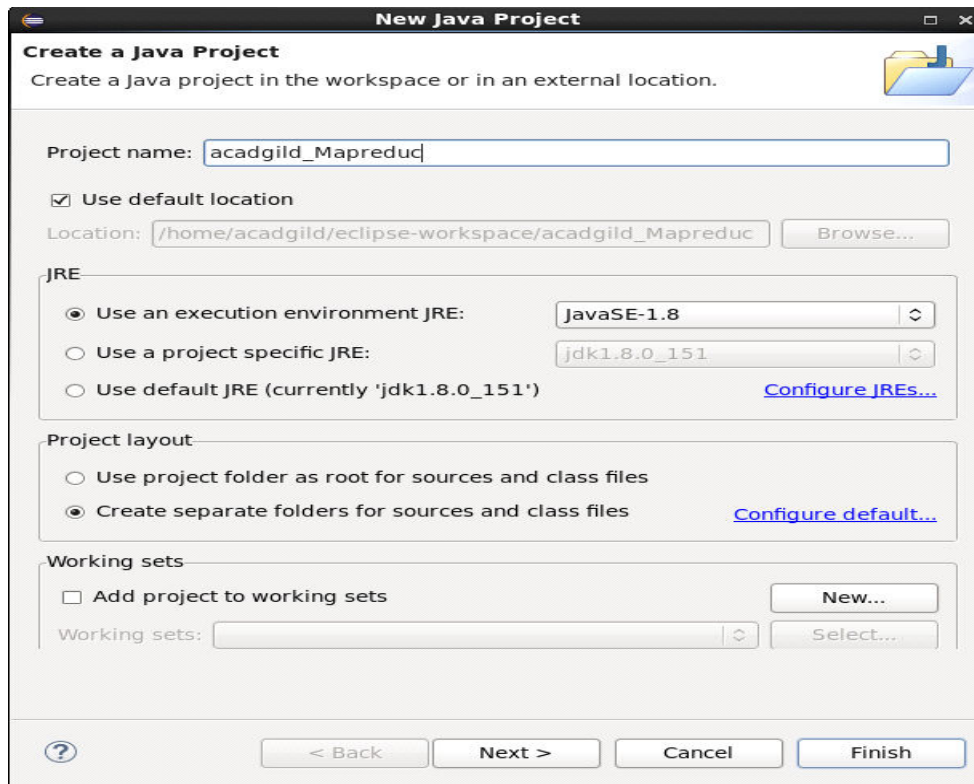 New Java Project
Create a Java Project
Create a Java project in the workspace or in an external location.
Project name: acadgild_Mapreduc
Use default location
Location: /home/acadgild/eclipse-workspace/acadgild_Mapreduc Browse...
JRE
Use an execution environment JRE: JavaSE-1.8
Use a project specific JRE: jdk1.8.0_151
Use default JRE (currently 'jdk1.8.0_151') Configure JREs...
Project layout
Use project folder as root for sources and class files
Create separate folders for sources and class files Configure default...
Working sets
Add project to working sets New...
Working sets: Select...
? < Back Next > Cancel Finish